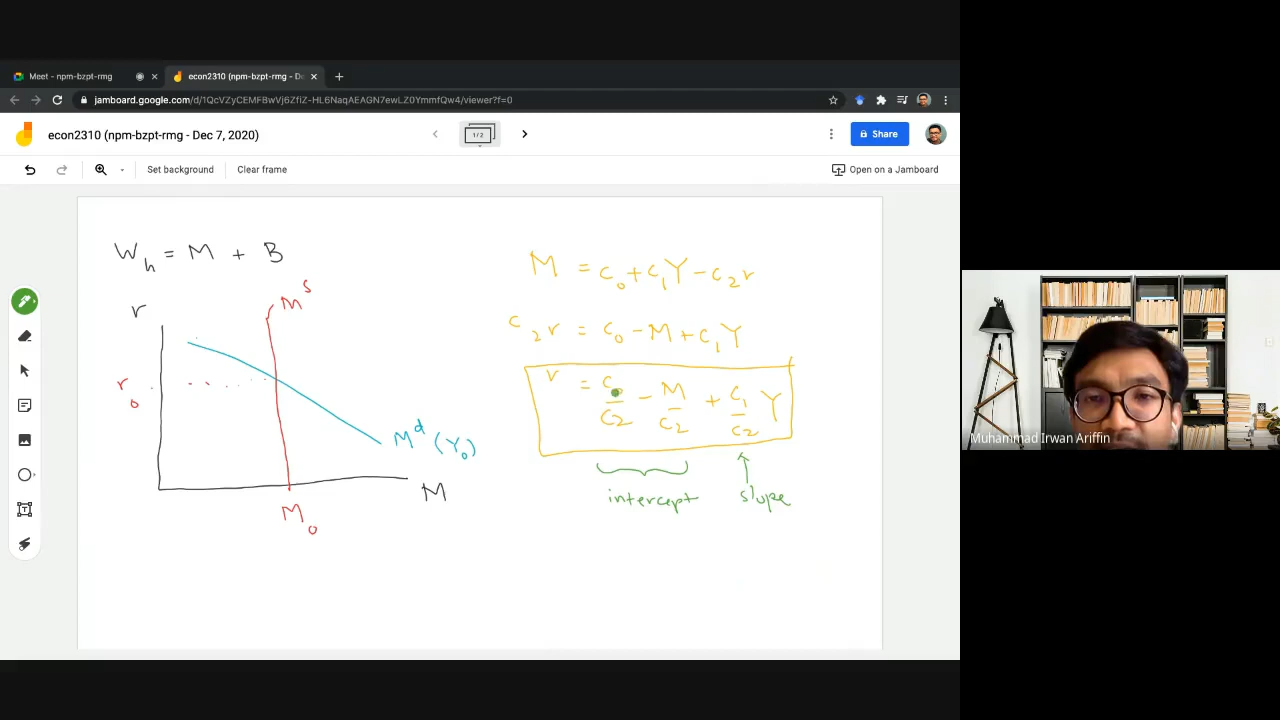 Meet - npm-bzpt-rmg
econ2310 (npm-bzpt-rmg - De
jamboard.google.com/d/1QcVZyCEMFBwVj6ZfiZ-HL6NaqAEAGN7ewLZ0YmmfQw4/viewer?f=0
econ2310 (npm-bzpt-rmg - Dec 7, 2020)
1/2
Share
Set background
Clear frame
Open on a Jamboard
W_h = M + B
r
M^s
r_0
M^d (Y_0)
M
M_0
M = c_0 + c_1 Y - c_2 r
c_2 r = c_0 - M + c_1 Y
r = c_0/c_2 - M/c_2 + c_1/c_2 Y
intercept
slope
Muhammad Irwan Ariffin